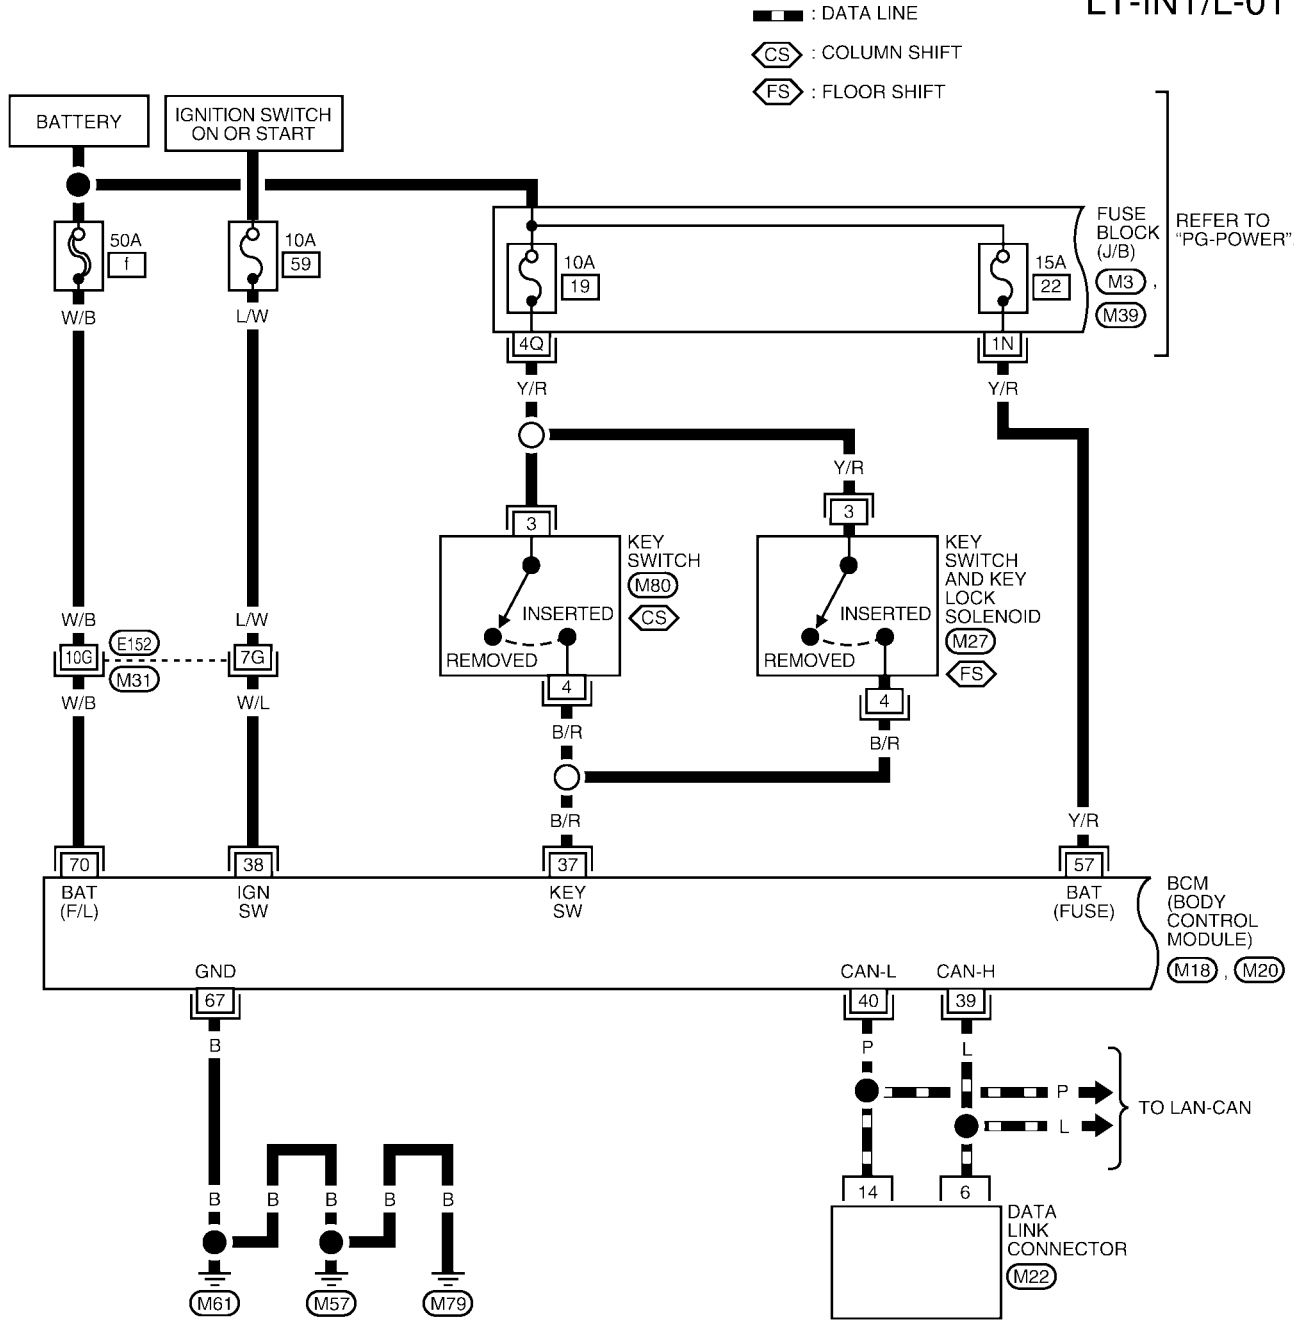 : DATA LINE
CS : COLUMN SHIFT
FS : FLOOR SHIFT
BATTERY
IGNITION SWITCH
ON OR START
50A
f
10A
59
10A
19
15A
22
FUSE
BLOCK
(J/B)
M3 ,
M39
REFER TO
"PG-POWER".
W/B
L/W
4Q
1N
Y/R
Y/R
Y/R
3
3
KEY
SWITCH
M80
CS
INSERTED
REMOVED
KEY
SWITCH
AND KEY
LOCK
SOLENOID
M27
FS
INSERTED
REMOVED
W/B
L/W
10G
E152
M31
7G
W/B
W/L
4
4
B/R
B/R
B/R
Y/R
70
38
37
57
BAT
(F/L)
IGN
SW
KEY
SW
BAT
(FUSE)
BCM
(BODY
CONTROL
MODULE)
M18 , M20
GND
CAN-L
CAN-H
67
40
39
B
P
L
P
L
TO LAN-CAN
B
B
B
B
B
14
6
DATA
LINK
CONNECTOR
M22
M61
M57
M79